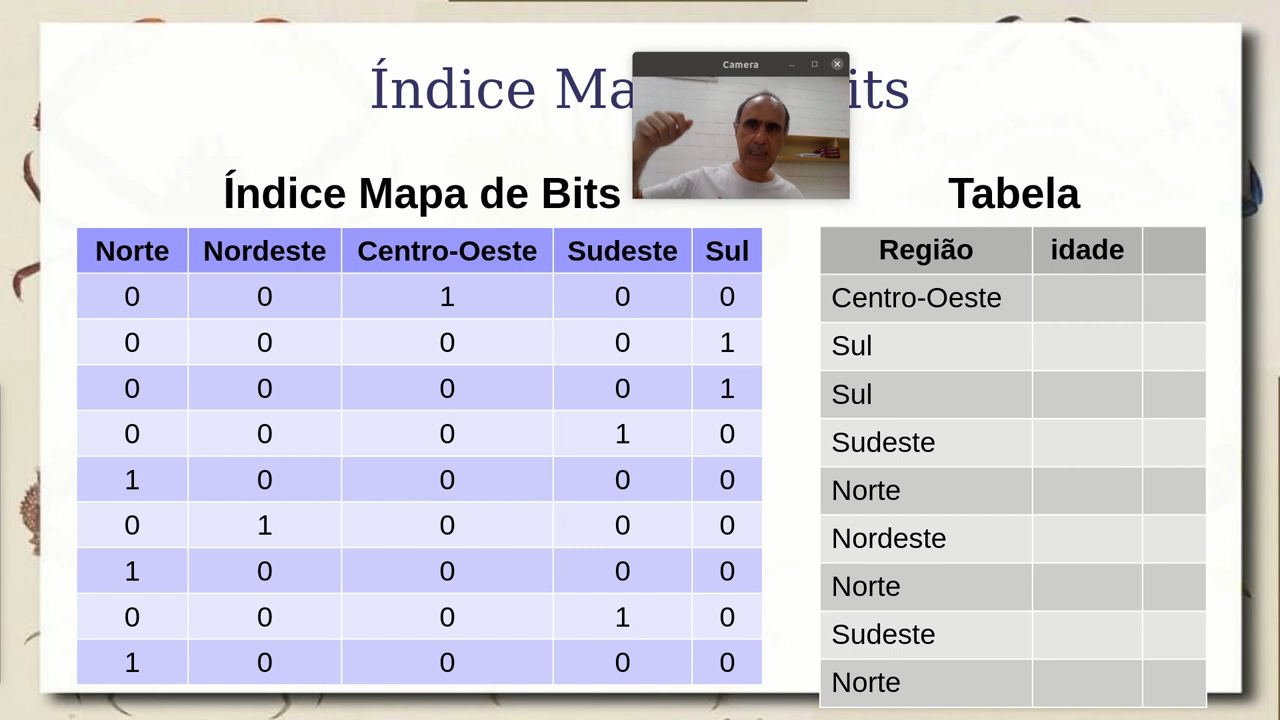 Índice Ma its
Camera
Índice Mapa de Bits
Norte Nordeste Centro-Oeste Sudeste Sul
0 0 1 0 0
0 0 0 0 1
0 0 0 0 1
0 0 0 1 0
1 0 0 0 0
0 1 0 0 0
1 0 0 0 0
0 0 0 1 0
1 0 0 0 0
Tabela
Região idade
Centro-Oeste
Sul
Sul
Sudeste
Norte
Nordeste
Norte
Sudeste
Norte